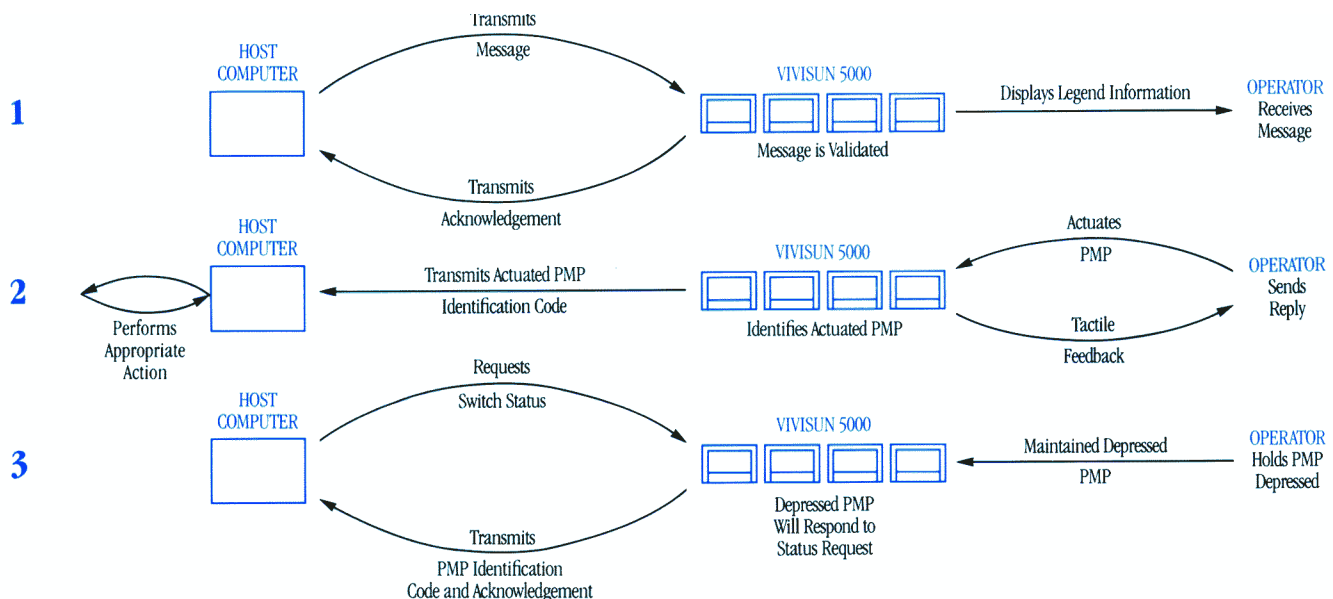 1
HOST
COMPUTER
Transmits
Message
Transmits
Acknowledgement
VIVISUN 5000
Message is Validated
Displays Legend Information
OPERATOR
Receives
Message
2
Performs
Appropriate
Action
HOST
COMPUTER
Transmits Actuated PMP
Identification Code
VIVISUN 5000
Identifies Actuated PMP
Actuates
PMP
Tactile
Feedback
OPERATOR
Sends
Reply
3
HOST
COMPUTER
Requests
Switch Status
Transmits
PMP Identification
Code and Acknowledgement
VIVISUN 5000
Depressed PMP
Will Respond to
Status Request
Maintained Depressed
PMP
OPERATOR
Holds PMP
Depressed